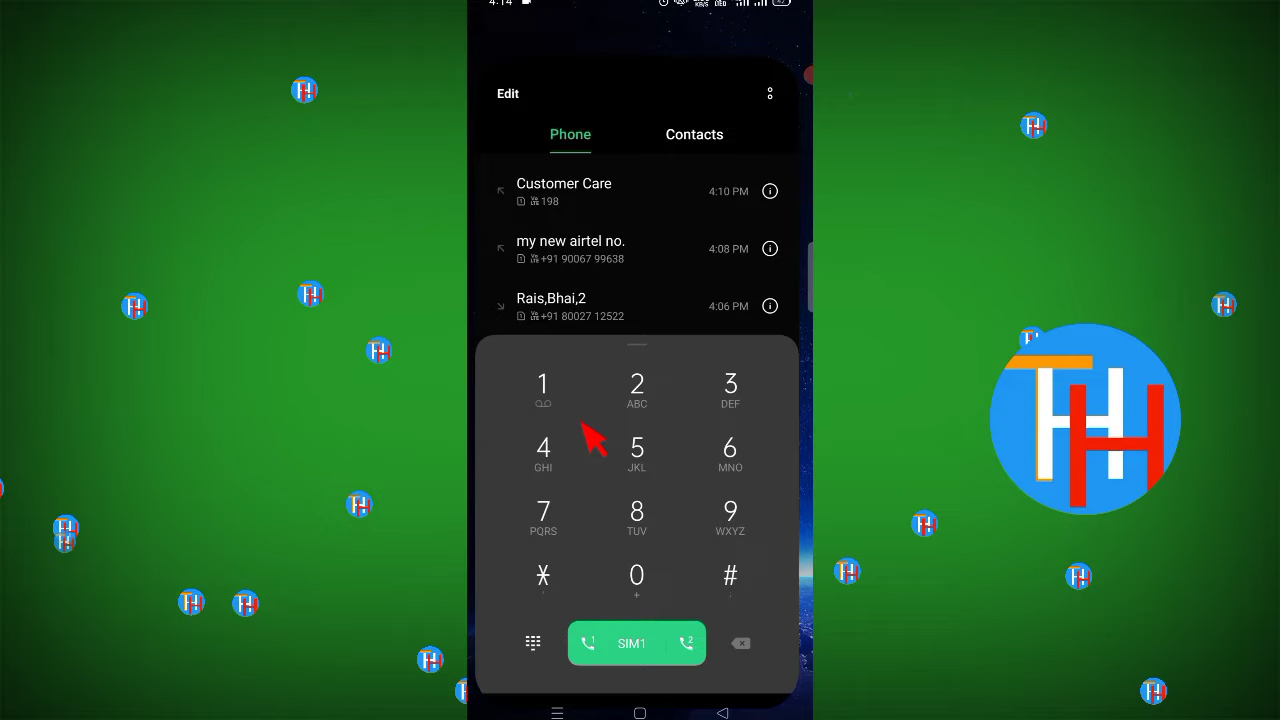 4:14
Edit
Phone Contacts
Customer Care
198
4:10 PM
my new airtel no.
+91 90067 99638
4:08 PM
Rais,Bhai,2
+91 80027 12522
4:06 PM
1 2 3
ABC DEF
4 5 6
GHI JKL MNO
7 8 9
PQRS TUV WXYZ
* 0 #
' + ;
1 SIM1 2
THH